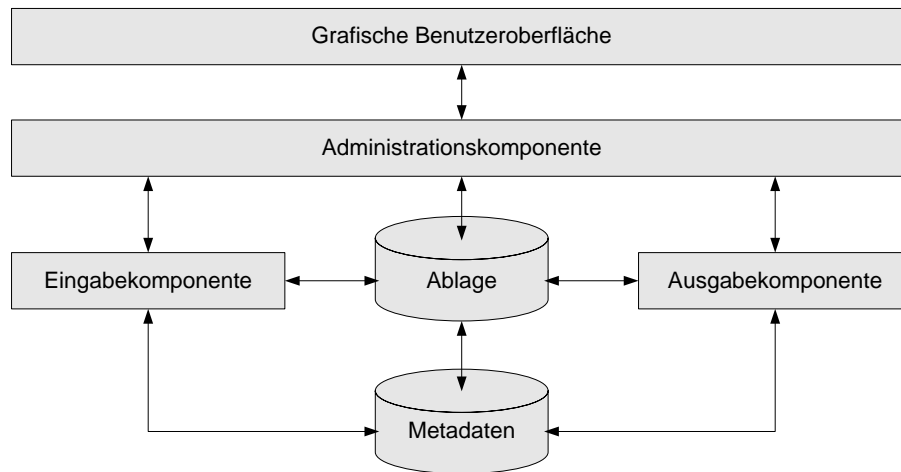 Grafische Benutzeroberfläche
Administrationskomponente
Eingabekomponente
Ablage
Ausgabekomponente
Metadaten